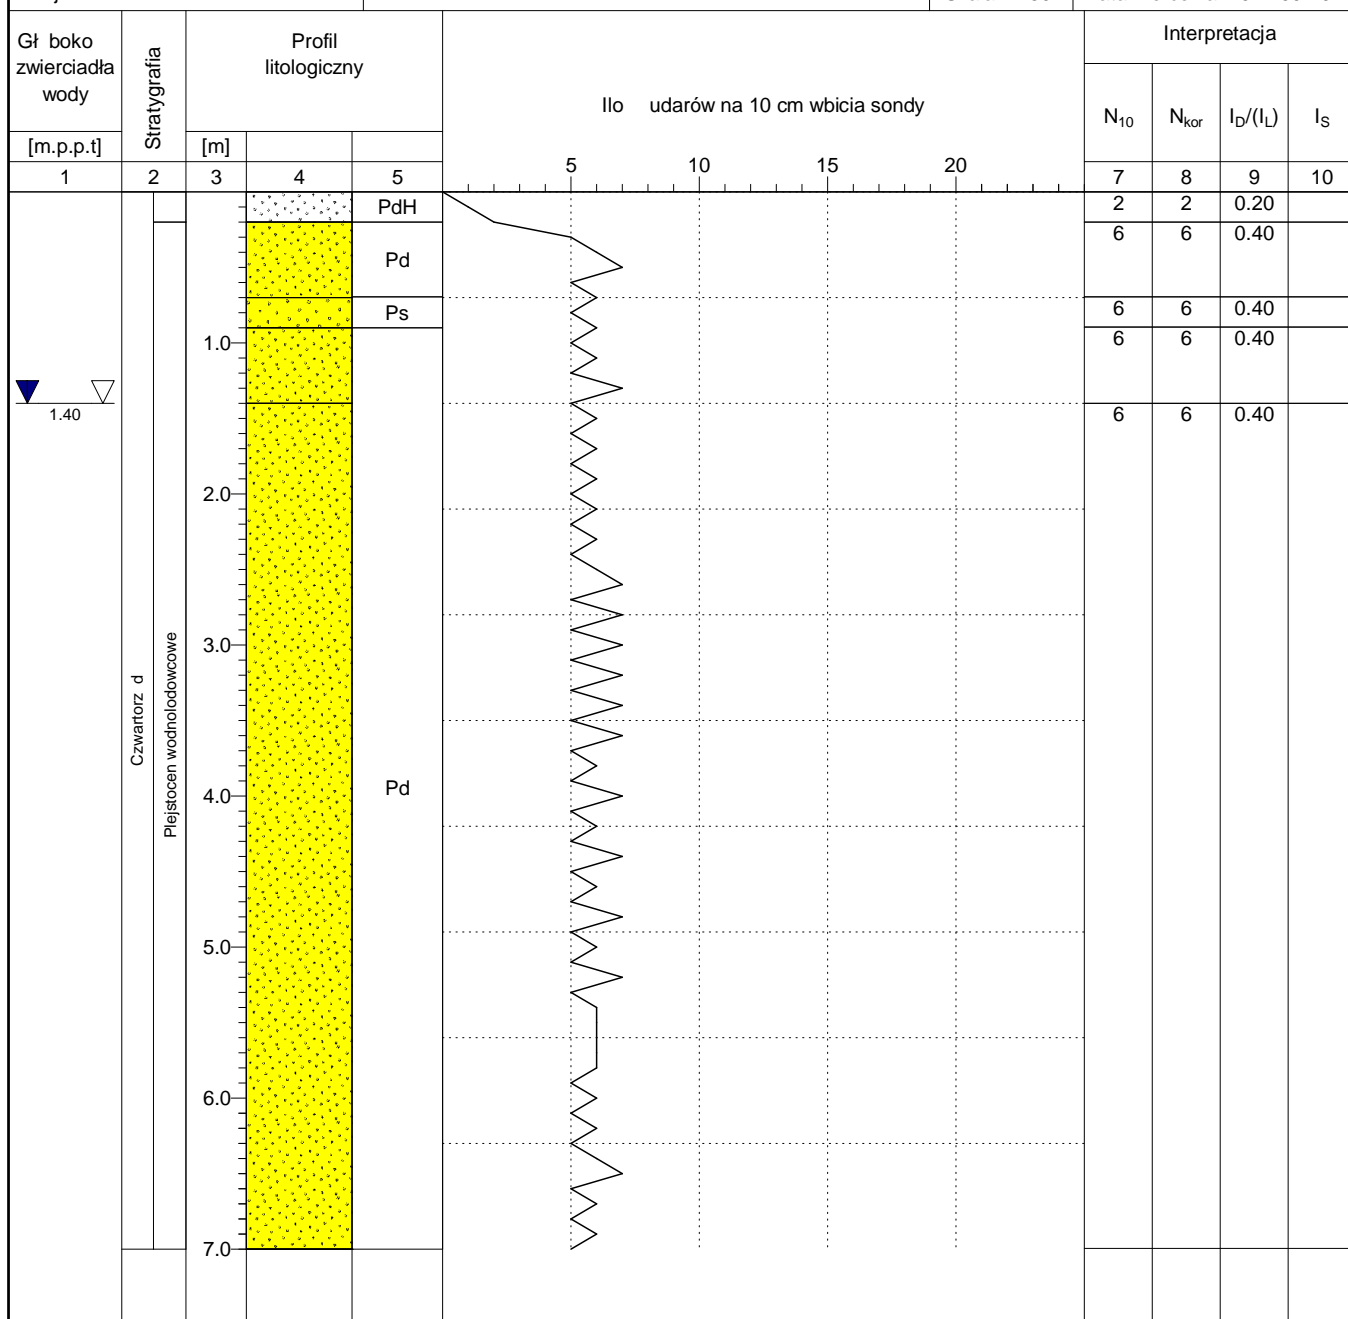 Gł boko
zwierciadła
wody
[m.p.p.t]
Stratygrafia
Profil
litologiczny
[m]
Ilo udarów na 10 cm wbicia sondy
Interpretacja
N10 Nkor ID/(IL) IS
5 10 15 20
1 2 3 4 5 7 8 9 10
PdH 2 2 0.20
6 6 0.40
Pd
Ps 6 6 0.40
1.0 6 6 0.40
1.40 6 6 0.40
2.0
3.0
Czwartorz d
Plejstocen wodnolodowcowe
Pd
4.0
5.0
6.0
7.0